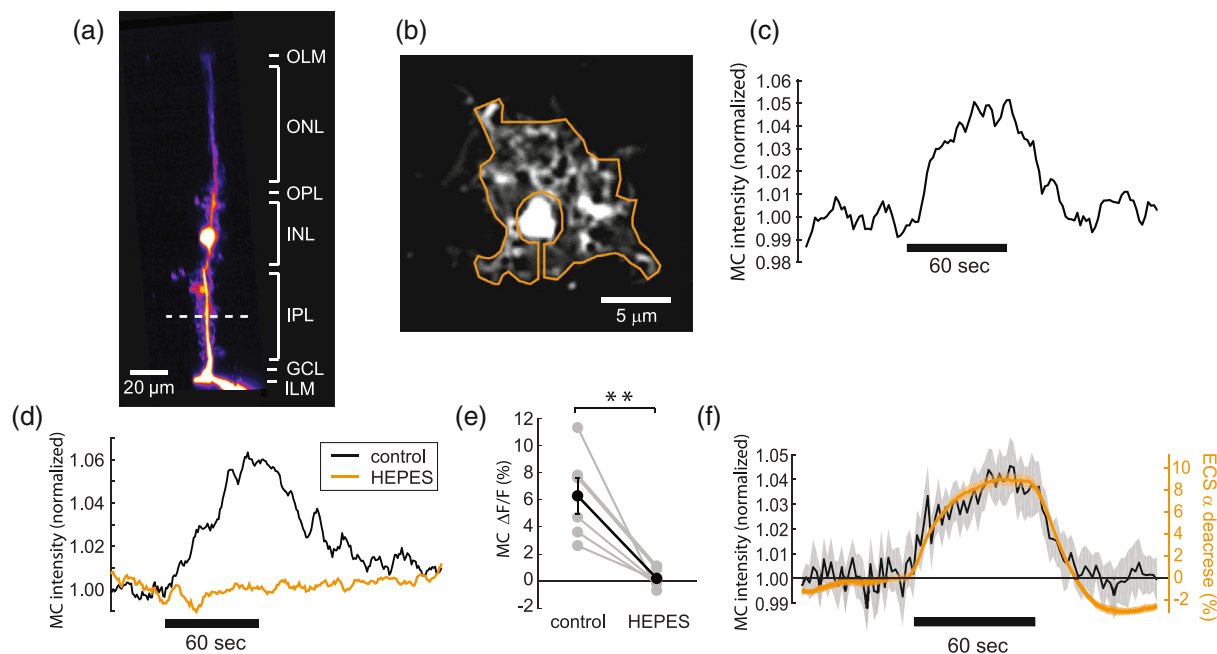 (a)
OLM
ONL
OPL
INL
IPL
GCL
ILM
20 μm
(b)
5 μm
(c)
MC intensity (normalized)
1.06
1.05
1.04
1.03
1.02
1.01
1.00
0.99
0.98
60 sec
(d)
MC intensity (normalized)
1.06
1.04
1.02
1.00
control
HEPES
60 sec
(e)
**
MC ΔF/F (%)
12
10
8
6
4
2
0
-2
control HEPES
(f)
MC intensity (normalized)
1.05
1.04
1.03
1.02
1.01
1.00
0.99
10
8
6
4
2
0
-2
ECS α deacrese (%)
60 sec